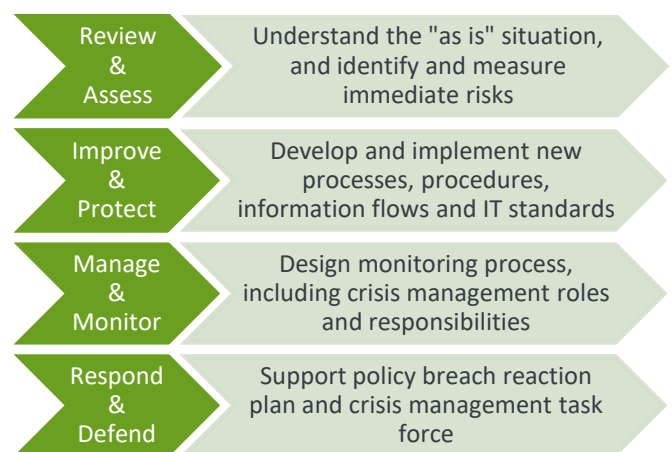 Review
&
Assess
Understand the "as is" situation,
and identify and measure
immediate risks
Improve
&
Protect
Develop and implement new
processes, procedures,
information flows and IT standards
Manage
&
Monitor
Design monitoring process,
including crisis management roles
and responsibilities
Respond
&
Defend
Support policy breach reaction
plan and crisis management task
force